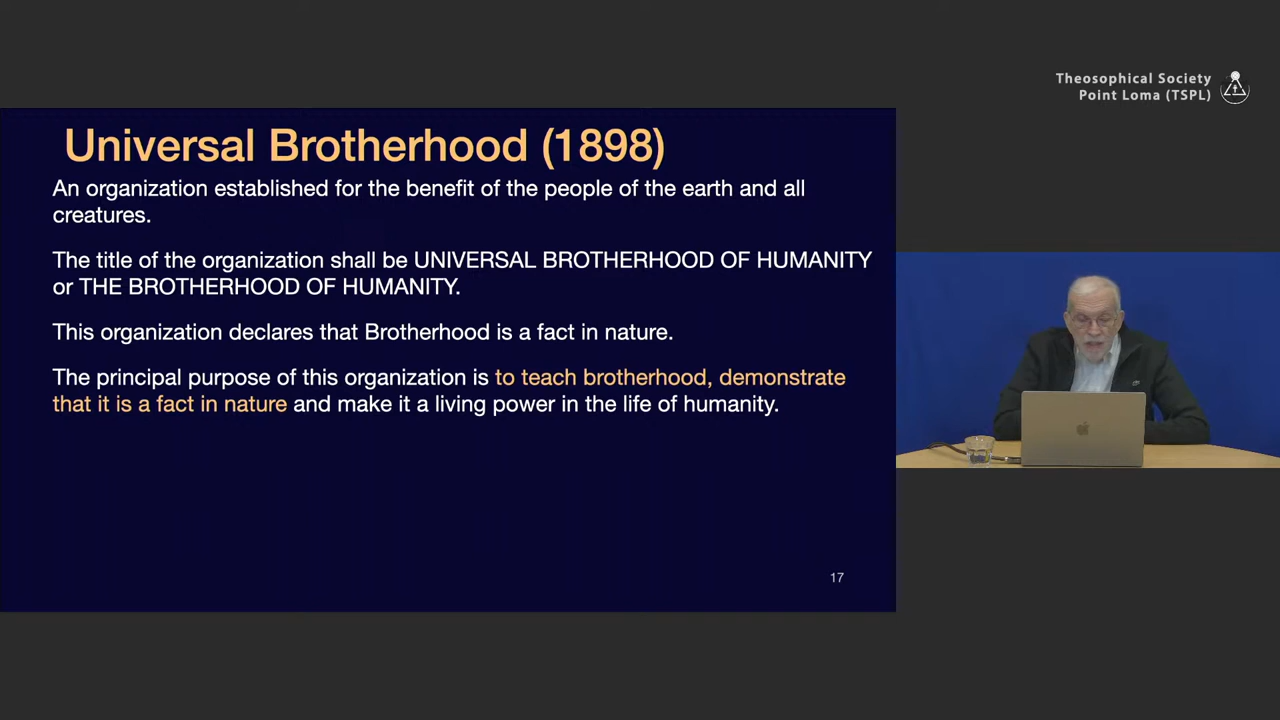 Theosophical Society
Point Loma (TSPL)
Universal Brotherhood (1898)
An organization established for the benefit of the people of the earth and all
creatures.
The title of the organization shall be UNIVERSAL BROTHERHOOD OF HUMANITY
or THE BROTHERHOOD OF HUMANITY.
This organization declares that Brotherhood is a fact in nature.
The principal purpose of this organization is to teach brotherhood, demonstrate
that it is a fact in nature and make it a living power in the life of humanity.
17